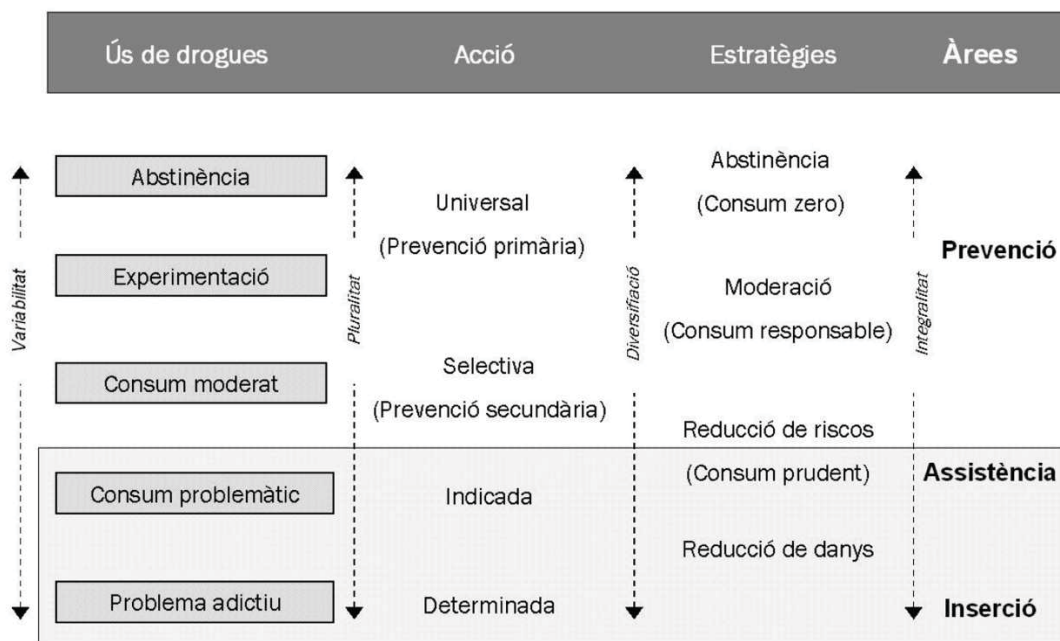 Ús de drogues Acció Estratègies Àrees
Abstinència
Experimentació
Consum moderat
Consum problemàtic
Problema adictiu
Variabilitat
Universal
(Prevenció primària)
Selectiva
(Prevenció secundària)
Indicada
Determinada
Pluralitat
Abstinència
(Consum zero)
Moderació
(Consum responsable)
Reducció de riscos
(Consum prudent)
Reducció de danys
Diversifiació
Prevenció
Assistència
Inserció
Integralitat